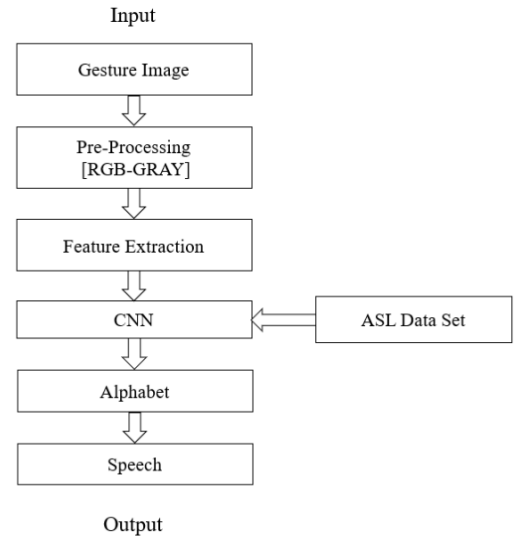 Input
Gesture Image
Pre-Processing
[RGB-GRAY]
Feature Extraction
CNN
ASL Data Set
Alphabet
Speech
Output